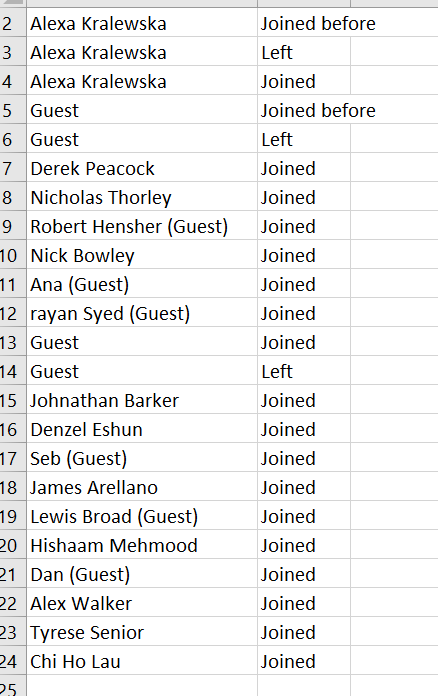 2 Alexa Kralewska Joined before
3 Alexa Kralewska Left
4 Alexa Kralewska Joined
5 Guest Joined before
6 Guest Left
7 Derek Peacock Joined
8 Nicholas Thorley Joined
9 Robert Hensher (Guest) Joined
10 Nick Bowley Joined
11 Ana (Guest) Joined
12 rayan Syed (Guest) Joined
13 Guest Joined
14 Guest Left
15 Johnathan Barker Joined
16 Denzel Eshun Joined
17 Seb (Guest) Joined
18 James Arellano Joined
19 Lewis Broad (Guest) Joined
20 Hishaam Mehmood Joined
21 Dan (Guest) Joined
22 Alex Walker Joined
23 Tyrese Senior Joined
24 Chi Ho Lau Joined
25